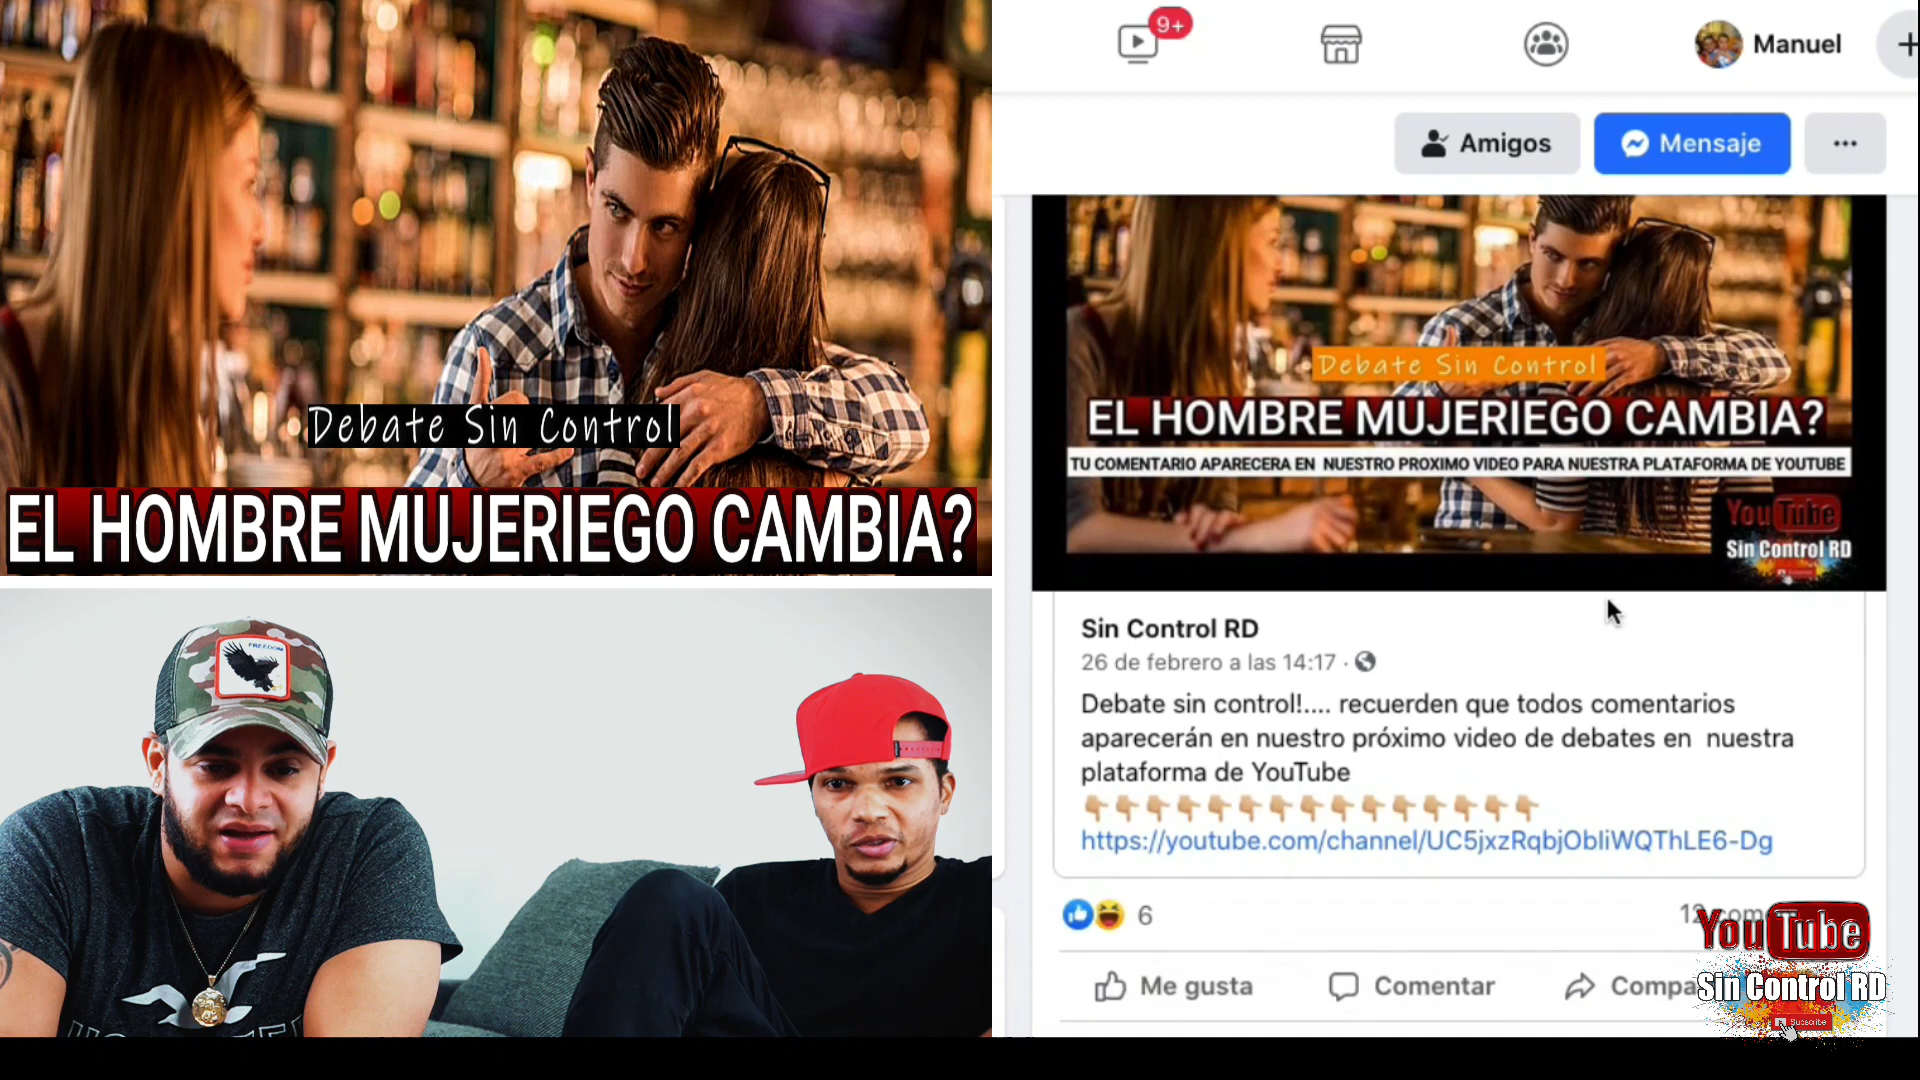 Debate Sin Control
EL HOMBRE MUJERIEGO CAMBIA?
FREEDOM
9+
Manuel
Amigos
Mensaje
Debate Sin Control
EL HOMBRE MUJERIEGO CAMBIA?
TU COMENTARIO APARECERA EN NUESTRO PROXIMO VIDEO PARA NUESTRA PLATAFORMA DE YOUTUBE
YouTube
Sin Control RD
Sin Control RD
26 de febrero a las 14:17 ·
Debate sin control!.... recuerden que todos comentarios
aparecerán en nuestro próximo video de debates en nuestra
plataforma de YouTube
https://youtube.com/channel/UC5jxzRqbjObliWQThLE6-Dg
6
Me gusta
Comentar
YouTube
Sin Control RD
Subscribe